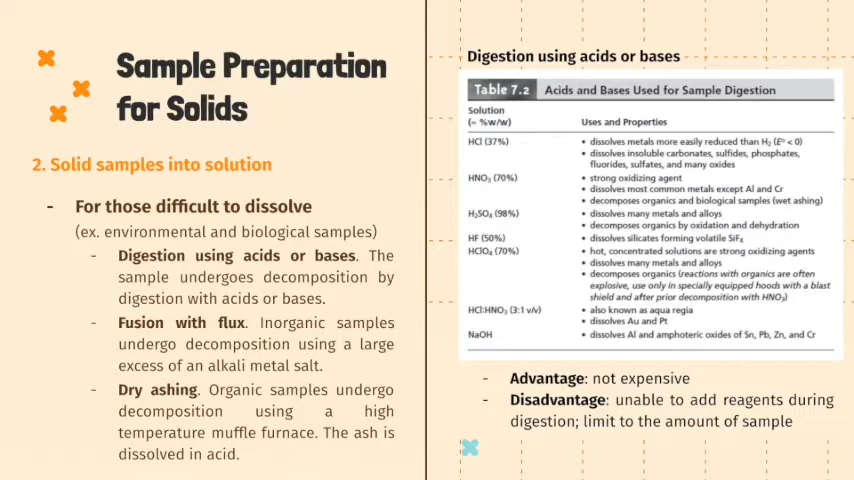 Sample Preparation
for Solids
2. Solid samples into solution
- For those difficult to dissolve
(ex. environmental and biological samples)
- Digestion using acids or bases. The
sample undergoes decomposition by
digestion with acids or bases.
- Fusion with flux. Inorganic samples
undergo decomposition using a large
excess of an alkali metal salt.
- Dry ashing. Organic samples undergo
decomposition using a high
temperature muffle furnace. The ash is
dissolved in acid.
Digestion using acids or bases
Table 7.2 Acids and Bases Used for Sample Digestion
Solution
(≈ %w/w) Uses and Properties
HCl (37%) • dissolves metals more easily reduced than H₂ (E⁰ < 0)
• dissolves insoluble carbonates, sulfides, phosphates,
fluorides, sulfates, and many oxides
HNO₃ (70%) • strong oxidizing agent
• dissolves most common metals except Al and Cr
• decomposes organics and biological samples (wet ashing)
H₂SO₄ (98%) • dissolves many metals and alloys
• decomposes organics by oxidation and dehydration
HF (50%) • dissolves silicates forming volatile SiF₄
HClO₄ (70%) • hot, concentrated solutions are strong oxidizing agents
• dissolves many metals and alloys
• decomposes organics (reactions with organics are often
explosive, use only in specially equipped hoods with a blast
shield and after prior decomposition with HNO₃)
HCl:HNO₃ (3:1 v/v) • also known as aqua regia
• dissolves Au and Pt
NaOH • dissolves Al and amphoteric oxides of Sn, Pb, Zn, and Cr
- Advantage: not expensive
- Disadvantage: unable to add reagents during
digestion; limit to the amount of sample